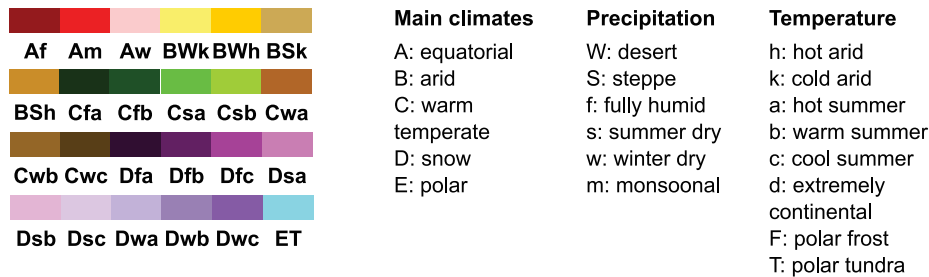 Af Am Aw BWk BWh BSk
BSh Cfa Cfb Csa Csb Cwa
Cwb Cwc Dfa Dfb Dfc Dsa
Dsb Dsc Dwa Dwb Dwc ET
Main climates
A: equatorial
B: arid
C: warm
temperate
D: snow
E: polar
Precipitation
W: desert
S: steppe
f: fully humid
s: summer dry
w: winter dry
m: monsoonal
Temperature
h: hot arid
k: cold arid
a: hot summer
b: warm summer
c: cool summer
d: extremely
continental
F: polar frost
T: polar tundra